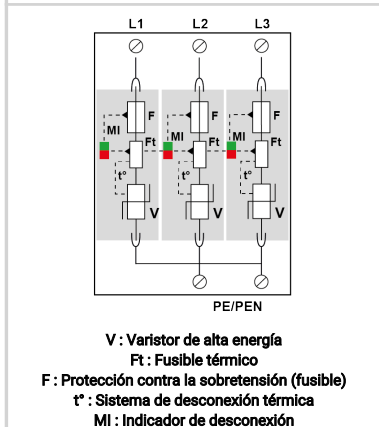 L1 L2 L3
F F F
MI MI MI
Ft Ft Ft
t° t° t°
V V V
PE/PEN
V : Varistor de alta energía
Ft : Fusible térmico
F : Protección contra la sobretensión (fusible)
t° : Sistema de desconexión térmica
MI : Indicador de desconexión